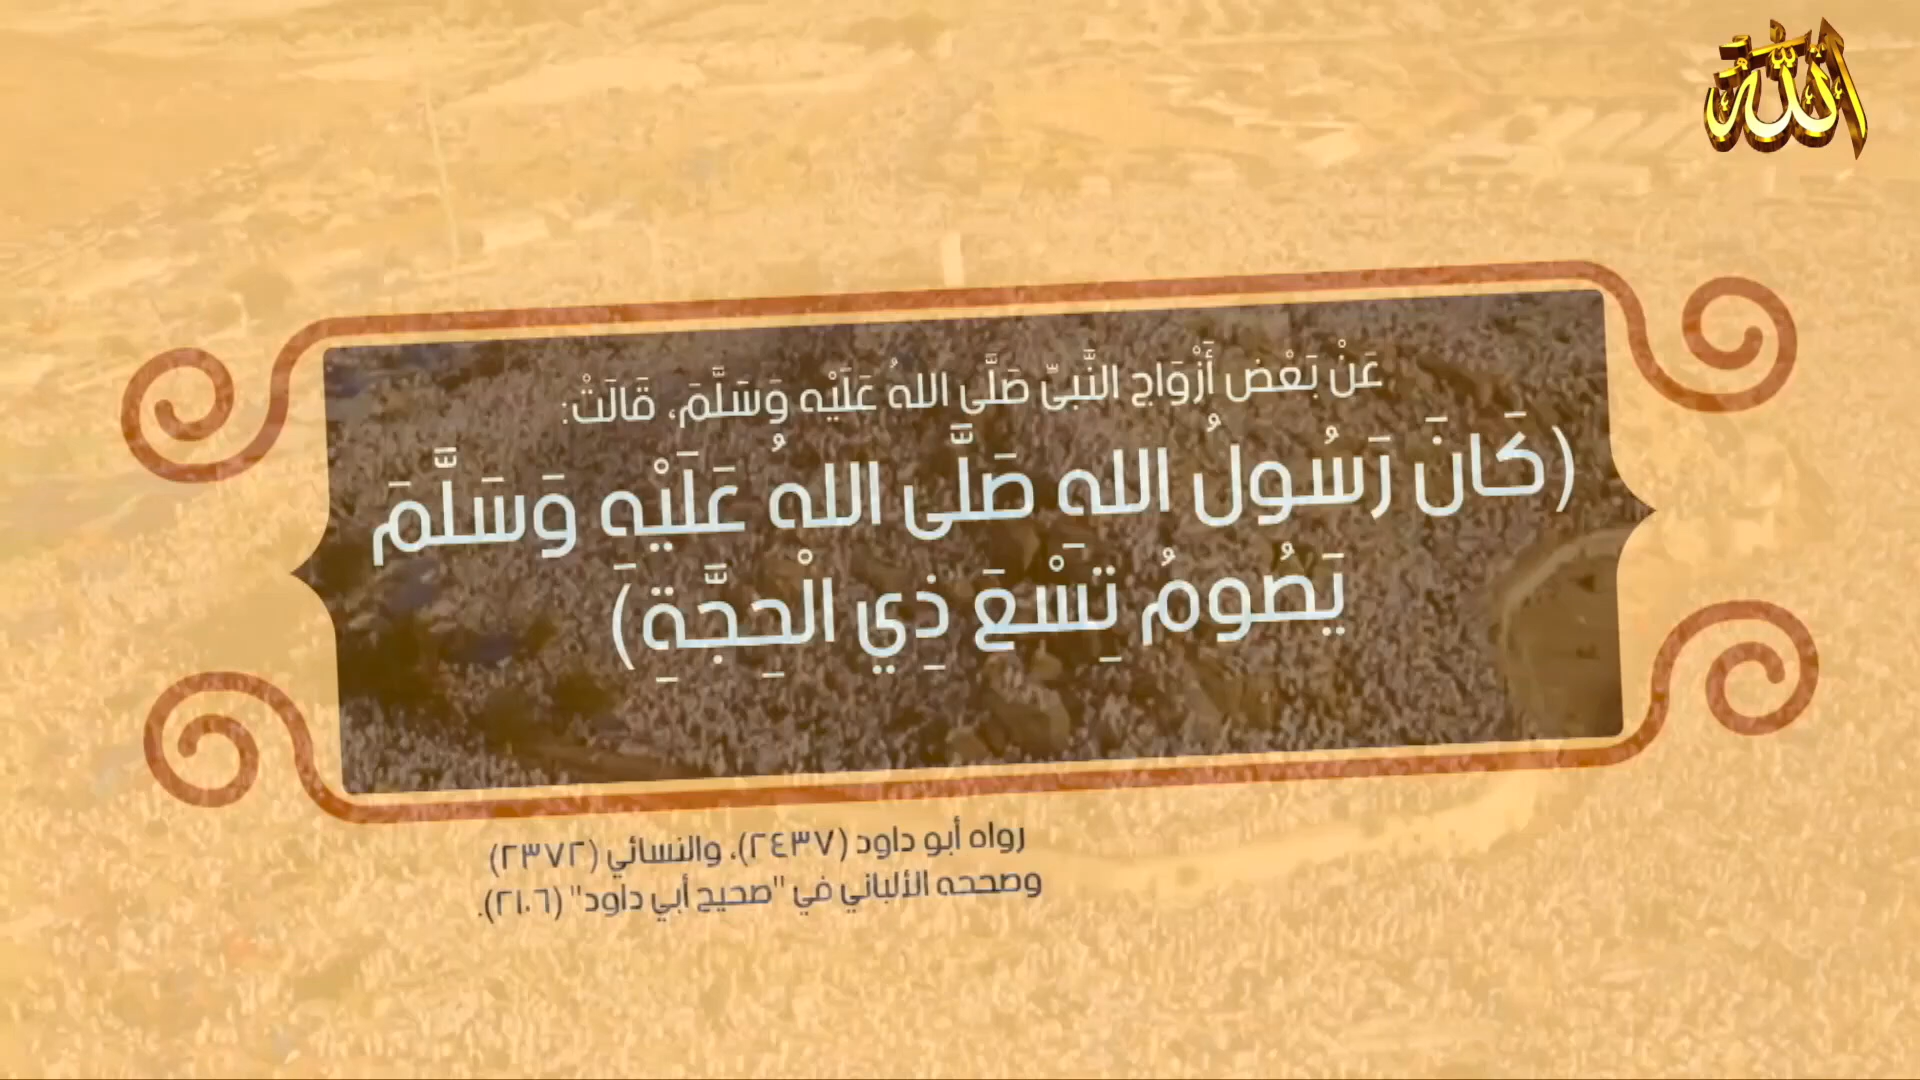 الله
عَنْ بَعْضِ أَزْوَاجِ النَّبِيِّ صَلَّى اللهُ عَلَيْهِ وَسَلَّمَ، قَالَتْ:
(كَانَ رَسُولُ اللهِ صَلَّى اللهُ عَلَيْهِ وَسَلَّمَ
يَصُومُ تِسْعَ ذِي الْحِجَّةِ)
رواه أبو داود (٢٤٣٧)، والنسائي (٢٣٧٢)
وصححه الألباني في "صحيح أبي داود" (٢١٠٦).